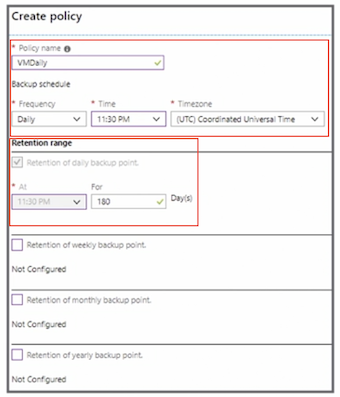 Create policy
* Policy name
VMDaily
Backup schedule
* Frequency * Time * Timezone
Daily 11:30 PM (UTC) Coordinated Universal Time
Retention range
Retention of daily backup point.
* At For
11:30 PM 180 Day(s)
Retention of weekly backup point.
Not Configured
Retention of monthly backup point.
Not Configured
Retention of yearly backup point.
Not Configured